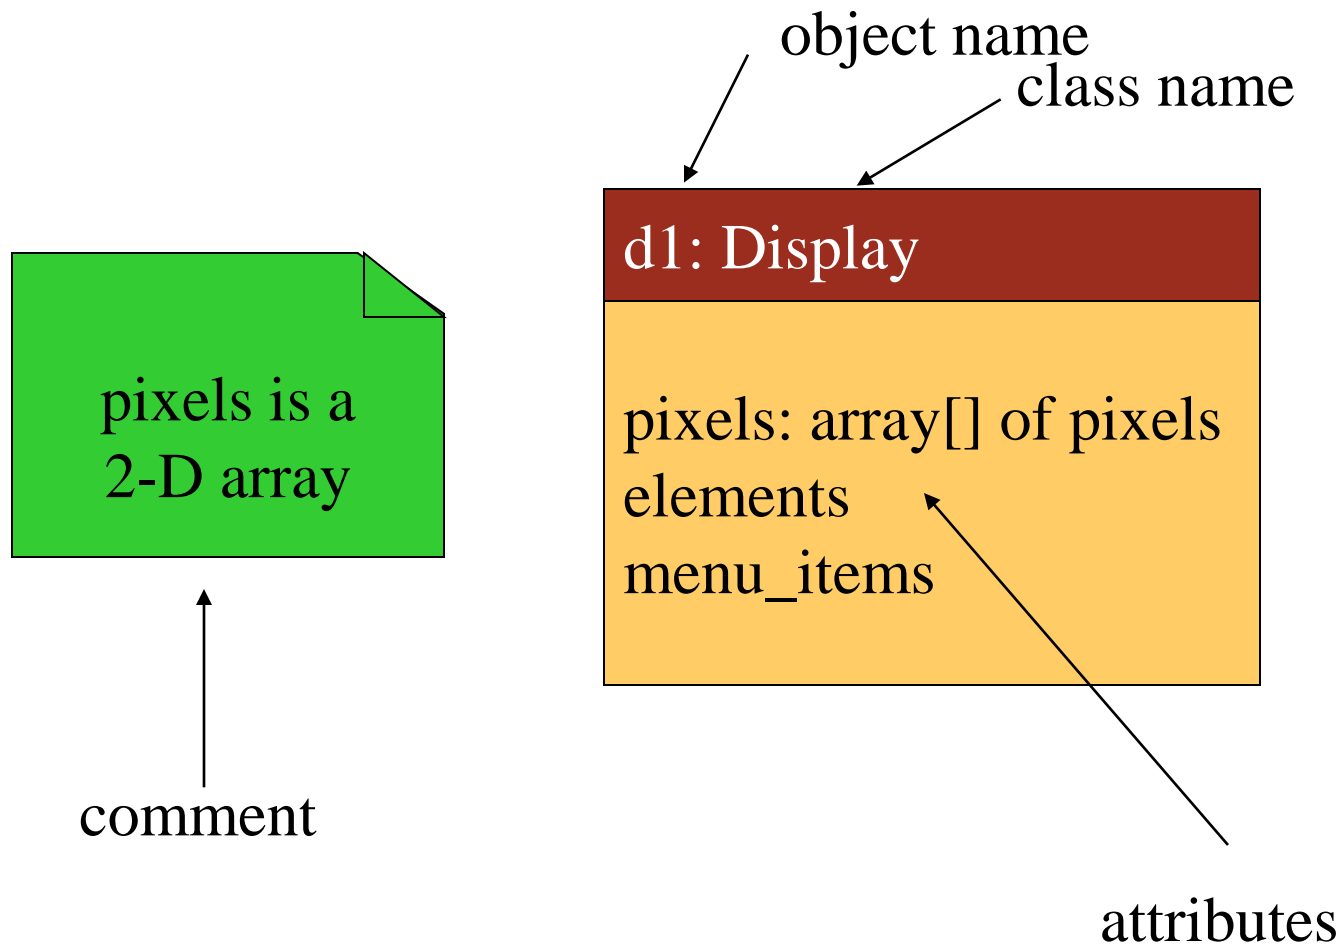 object name
class name
d1: Display
pixels is a
2-D array
pixels: array[] of pixels
elements
menu_items
comment
attributes